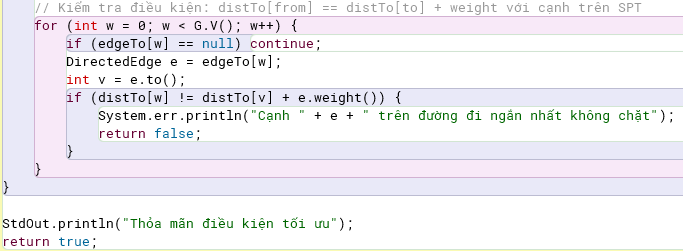 // Kiểm tra điều kiện: distTo[from] == distTo[to] + weight với cạnh trên SPT
for (int w = 0; w < G.V(); w++) {
if (edgeTo[w] == null) continue;
DirectedEdge e = edgeTo[w];
int v = e.to();
if (distTo[w] != distTo[v] + e.weight()) {
System.err.println("Cạnh " + e + " trên đường đi ngắn nhất không chặt");
return false;
}
}
}
StdOut.println("Thỏa mãn điều kiện tối ưu");
return true;